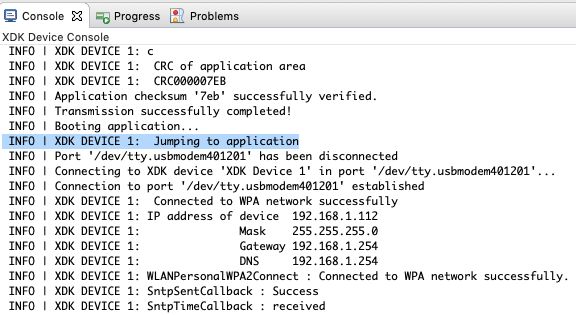 Console Progress Problems
XDK Device Console
INFO | XDK DEVICE 1: c
INFO | XDK DEVICE 1:  CRC of application area
INFO | XDK DEVICE 1:  CRC000007EB
INFO | Application checksum '7eb' successfully verified.
INFO | Transmission successfully completed!
INFO | Booting application...
INFO | XDK DEVICE 1:  Jumping to application
INFO | Port '/dev/tty.usbmodem401201' has been disconnected
INFO | Connecting to XDK device 'XDK Device 1' in port '/dev/tty.usbmodem401201'...
INFO | Connection to port '/dev/tty.usbmodem401201' established
INFO | XDK DEVICE 1:  Connected to WPA network successfully
INFO | XDK DEVICE 1: IP address of device  192.168.1.112
INFO | XDK DEVICE 1:               Mask    255.255.255.0
INFO | XDK DEVICE 1:               Gateway 192.168.1.254
INFO | XDK DEVICE 1:               DNS     192.168.1.254
INFO | XDK DEVICE 1: WLANPersonalWPA2Connect : Connected to WPA network successfully.
INFO | XDK DEVICE 1: SntpSentCallback : Success
INFO | XDK DEVICE 1: SntpTimeCallback : received